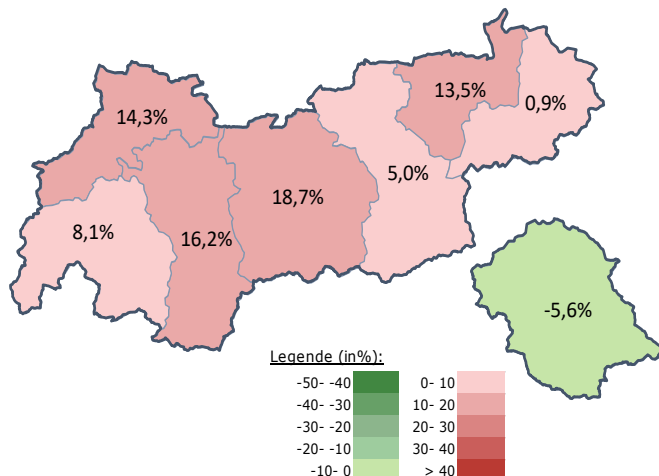 13,5%
0,9%
14,3%
5,0%
18,7%
8,1%
16,2%
-5,6%
Legende (in%):
-50- -40 0- 10
-40- -30 10- 20
-30- -20 20- 30
-20- -10 30- 40
-10- 0 > 40